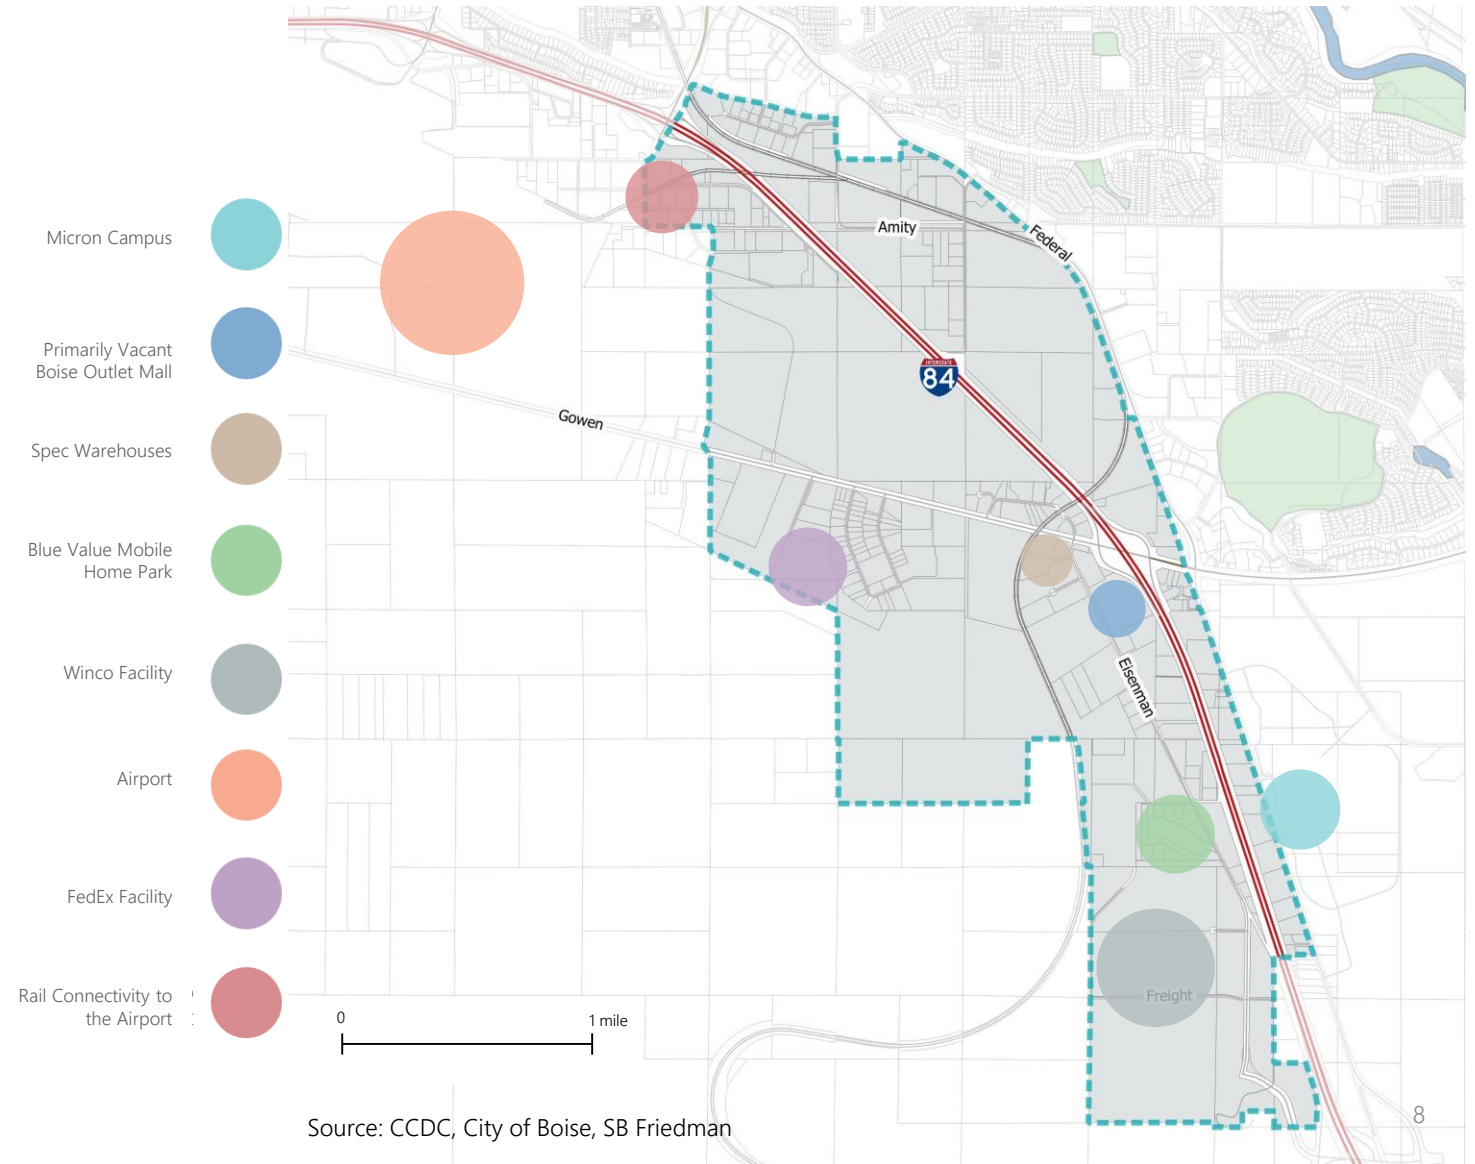 Micron Campus
Primarily Vacant
Boise Outlet Mall
Spec Warehouses
Blue Value Mobile
Home Park
Winco Facility
Airport
FedEx Facility
Rail Connectivity to
the Airport
Amity
Federal
INTERSTATE
84
Gowen
Eisenman
Freight
0
1 mile
Source: CCDC, City of Boise, SB Friedman
8